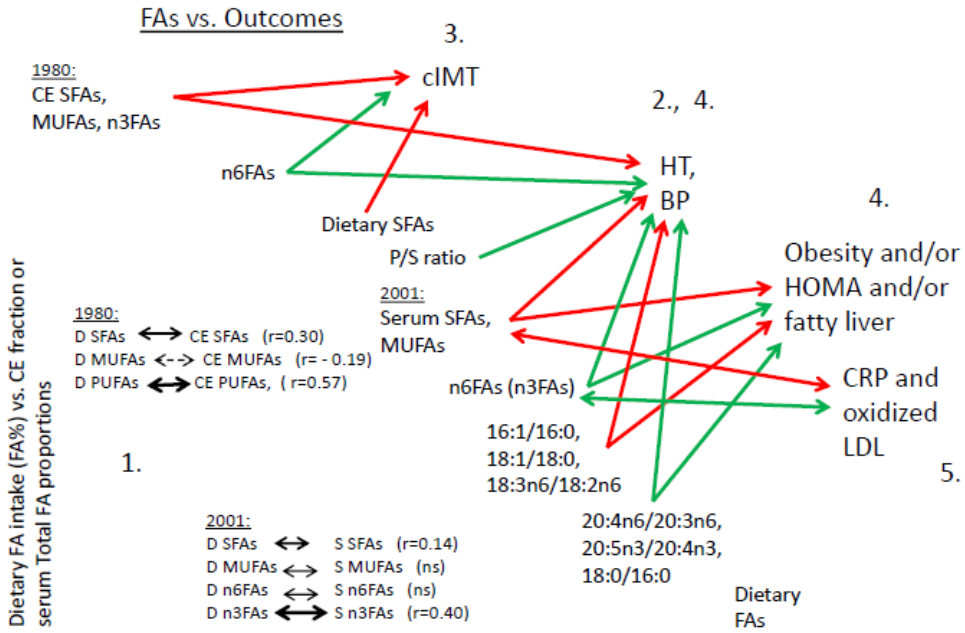 FAs vs. Outcomes
3.
1980:
CE SFAs,
MUFAs, n3FAs
cIMT
2., 4.
n6FAs
HT,
BP
Dietary SFAs
4.
P/S ratio
Obesity and/or
HOMA and/or
fatty liver
2001:
Serum SFAs,
MUFAs
Dietary FA intake (FA%) vs. CE fraction or
serum Total FA proportions
1980:
D SFAs CE SFAs (r=0.30)
D MUFAs CE MUFAs (r= - 0.19)
D PUFAs CE PUFAs, ( r=0.57)
n6FAs (n3FAs)
CRP and
oxidized
LDL
16:1/16:0,
18:1/18:0,
18:3n6/18:2n6
1.
5.
2001:
D SFAs S SFAs (r=0.14)
D MUFAs S MUFAs (ns)
D n6FAs S n6FAs (ns)
D n3FAs S n3FAs (r=0.40)
20:4n6/20:3n6,
20:5n3/20:4n3,
18:0/16:0
Dietary
FAs